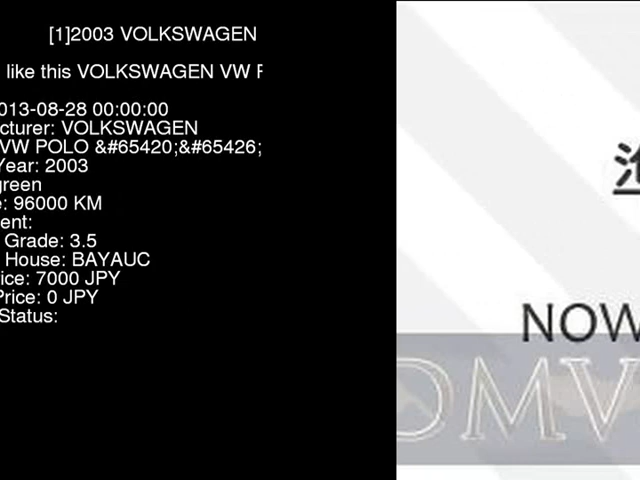 [1]2003 VOLKSWAGEN
like this VOLKSWAGEN VW
013-08-28 00:00:00
cturer: VOLKSWAGEN
VW POLO &#65420;&#65426;
Year: 2003
green
e: 96000 KM
ent:
Grade: 3.5
House: BAYAUC
ice: 7000 JPY
Price: 0 JPY
Status:
NOW
DMV